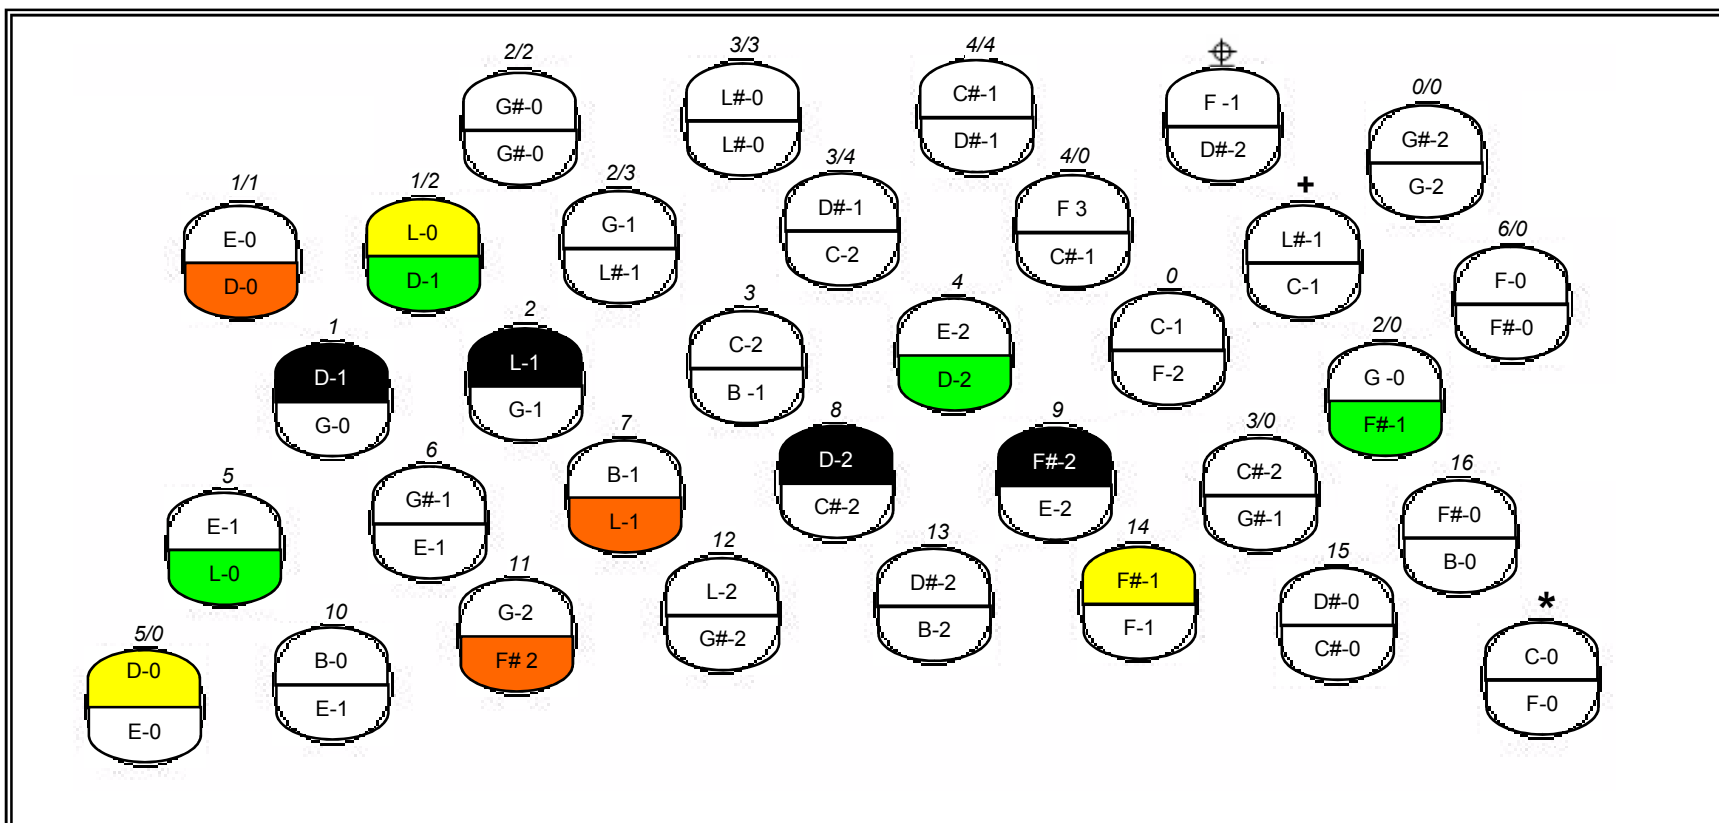 2/2
G#-0
G#-0
3/3
L#-0
L#-0
4/4
C#-1
D#-1
F -1
D#-2
0/0
G#-2
G-2
1/1
E-0
D-0
1/2
L-0
D-1
2/3
G-1
L#-1
3/4
D#-1
C-2
4/0
F 3
C#-1
+
L#-1
C-1
6/0
F-0
F#-0
1
D-1
G-0
2
L-1
G-1
3
C-2
B -1
4
E-2
D-2
0
C-1
F-2
2/0
G -0
F#-1
5
E-1
L-0
6
G#-1
E-1
7
B-1
L-1
8
D-2
C#-2
9
F#-2
E-2
3/0
C#-2
G#-1
16
F#-0
B-0
5/0
D-0
E-0
10
B-0
E-1
11
G-2
F# 2
12
L-2
G#-2
13
D#-2
B-2
14
F#-1
F-1
15
D#-0
C#-0
*
C-0
F-0